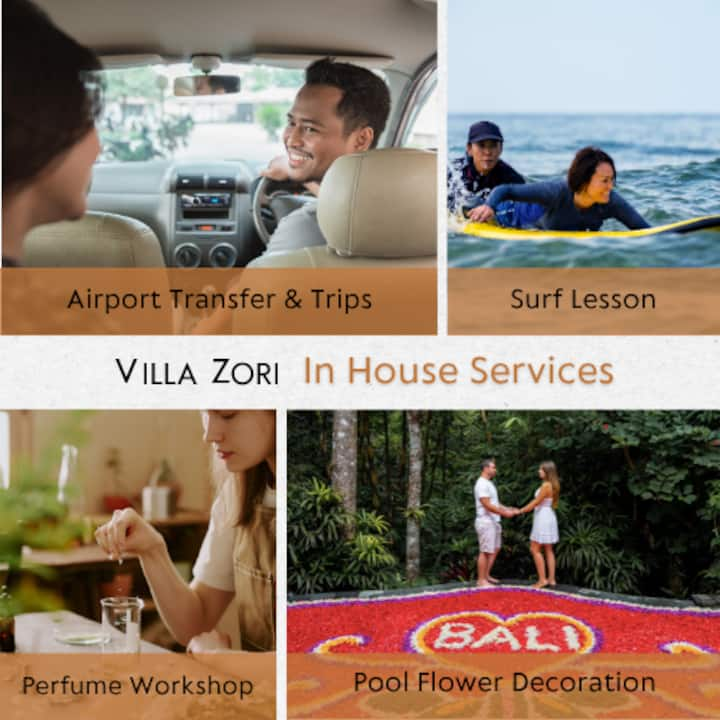 Airport Transfer & Trips
Surf Lesson
VILLA ZORI In House Services
Perfume Workshop
BALI
Pool Flower Decoration